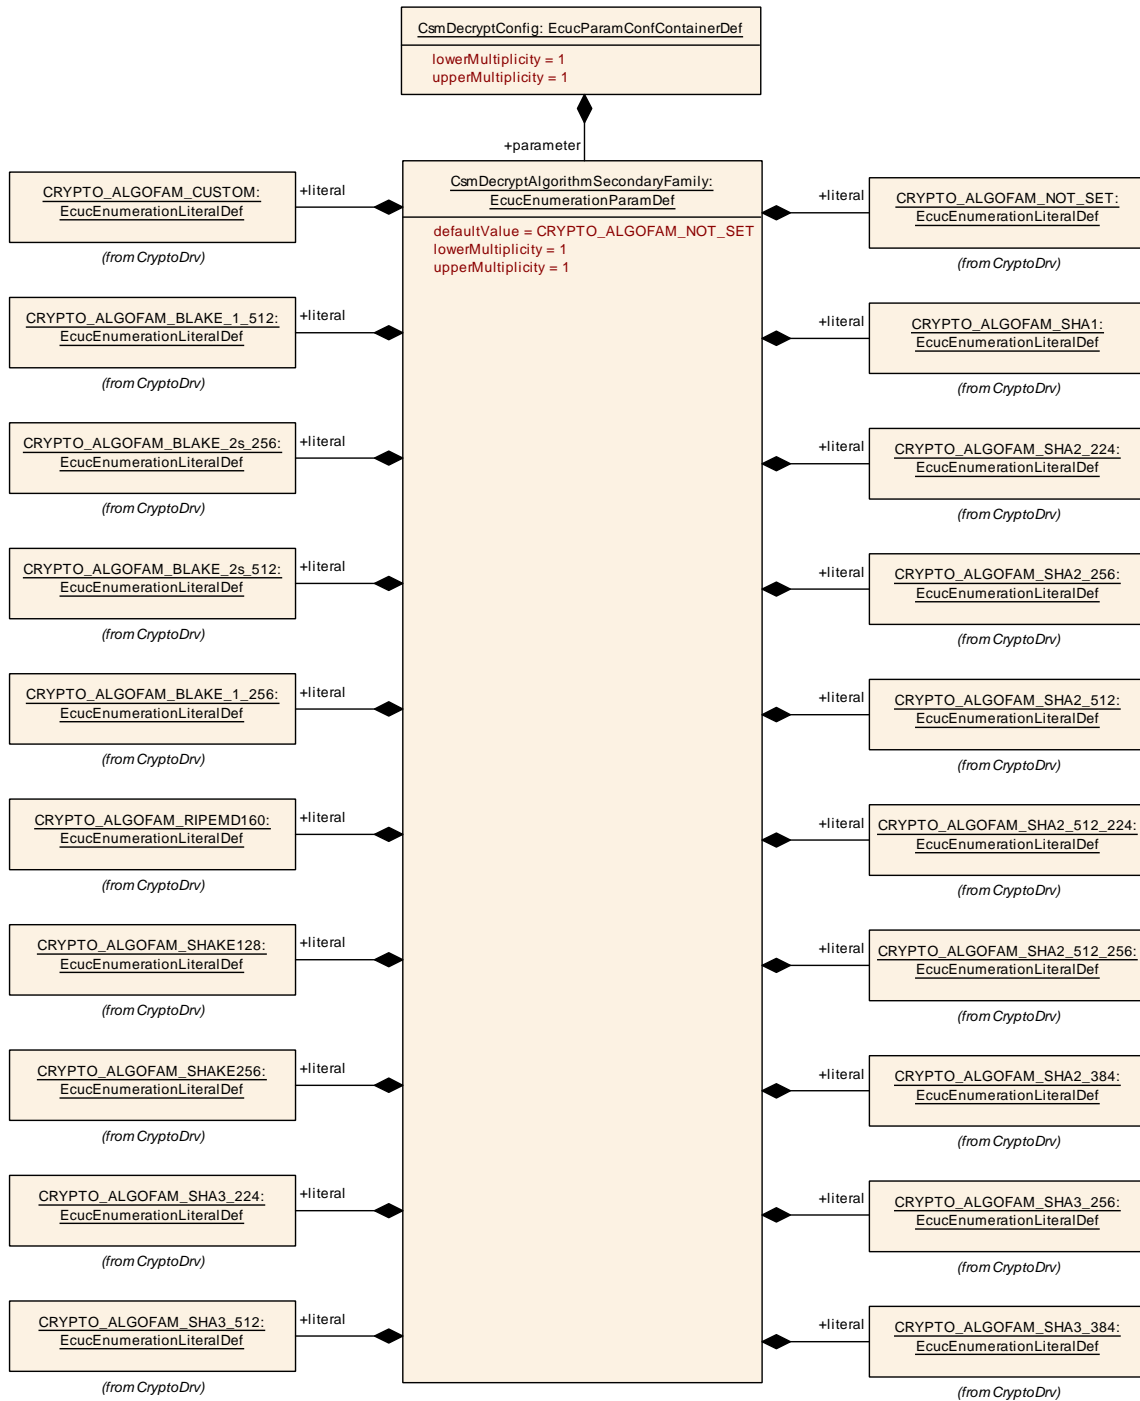 CsmDecryptConfig: EcucParamConfContainerDef
lowerMultiplicity = 1
upperMultiplicity = 1
+parameter
CsmDecryptAlgorithmSecondaryFamily:
EcucEnumerationParamDef
defaultValue = CRYPTO_ALGOFAM_NOT_SET
lowerMultiplicity = 1
upperMultiplicity = 1
CRYPTO_ALGOFAM_CUSTOM:
EcucEnumerationLiteralDef
(from CryptoDrv)
+literal
CRYPTO_ALGOFAM_BLAKE_1_512:
EcucEnumerationLiteralDef
(from CryptoDrv)
+literal
CRYPTO_ALGOFAM_BLAKE_2s_256:
EcucEnumerationLiteralDef
(from CryptoDrv)
+literal
CRYPTO_ALGOFAM_BLAKE_2s_512:
EcucEnumerationLiteralDef
(from CryptoDrv)
+literal
CRYPTO_ALGOFAM_BLAKE_1_256:
EcucEnumerationLiteralDef
(from CryptoDrv)
+literal
CRYPTO_ALGOFAM_RIPEMD160:
EcucEnumerationLiteralDef
(from CryptoDrv)
+literal
CRYPTO_ALGOFAM_SHAKE128:
EcucEnumerationLiteralDef
(from CryptoDrv)
+literal
CRYPTO_ALGOFAM_SHAKE256:
EcucEnumerationLiteralDef
(from CryptoDrv)
+literal
CRYPTO_ALGOFAM_SHA3_224:
EcucEnumerationLiteralDef
(from CryptoDrv)
+literal
CRYPTO_ALGOFAM_SHA3_512:
EcucEnumerationLiteralDef
(from CryptoDrv)
+literal
+literal
CRYPTO_ALGOFAM_NOT_SET:
EcucEnumerationLiteralDef
(from CryptoDrv)
+literal
CRYPTO_ALGOFAM_SHA1:
EcucEnumerationLiteralDef
(from CryptoDrv)
+literal
CRYPTO_ALGOFAM_SHA2_224:
EcucEnumerationLiteralDef
(from CryptoDrv)
+literal
CRYPTO_ALGOFAM_SHA2_256:
EcucEnumerationLiteralDef
(from CryptoDrv)
+literal
CRYPTO_ALGOFAM_SHA2_512:
EcucEnumerationLiteralDef
(from CryptoDrv)
+literal
CRYPTO_ALGOFAM_SHA2_512_224:
EcucEnumerationLiteralDef
(from CryptoDrv)
+literal
CRYPTO_ALGOFAM_SHA2_512_256:
EcucEnumerationLiteralDef
(from CryptoDrv)
+literal
CRYPTO_ALGOFAM_SHA2_384:
EcucEnumerationLiteralDef
(from CryptoDrv)
+literal
CRYPTO_ALGOFAM_SHA3_256:
EcucEnumerationLiteralDef
(from CryptoDrv)
+literal
CRYPTO_ALGOFAM_SHA3_384:
EcucEnumerationLiteralDef
(from CryptoDrv)